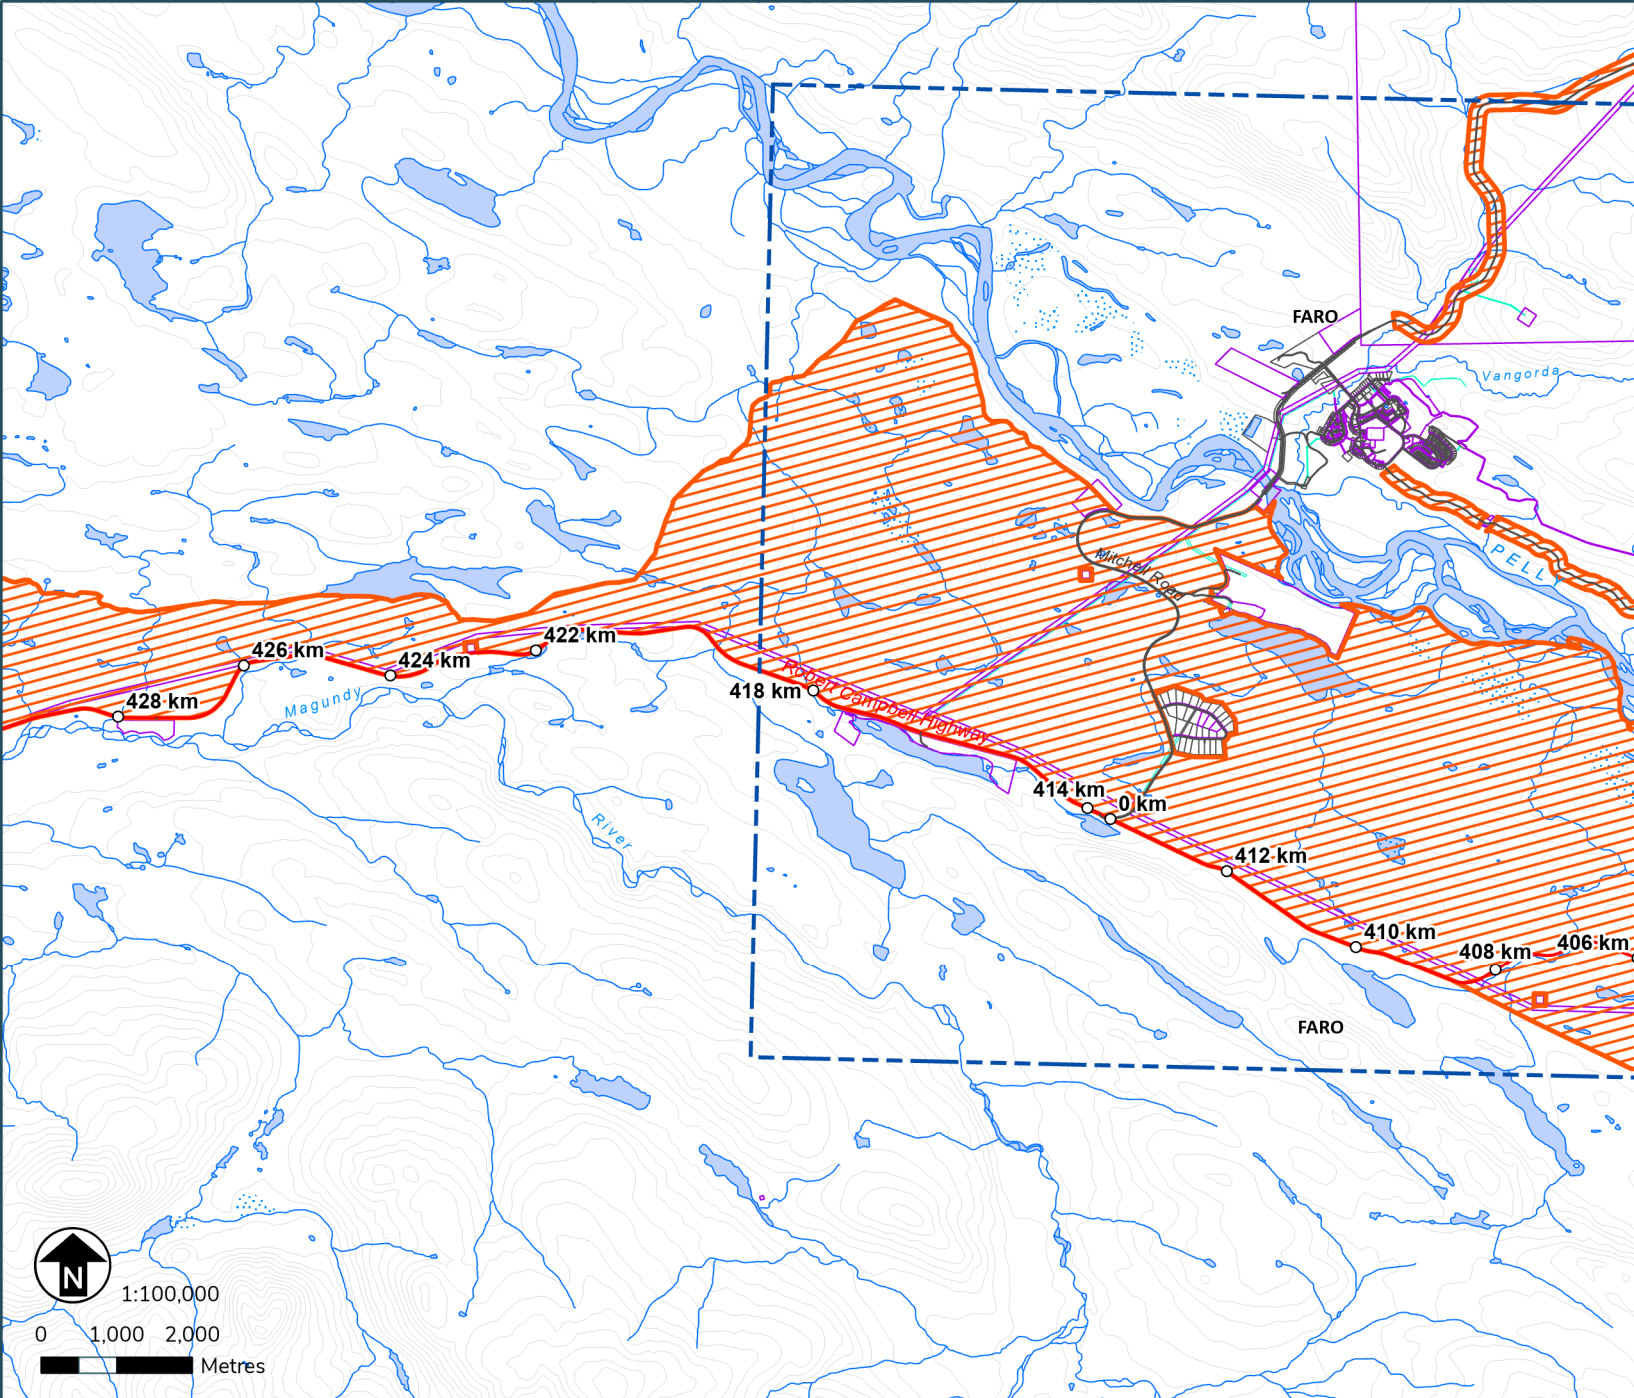 FARO
Vangorda
PELLY
Mitchell Road
422 km
426 km
424 km
428 km
Magundy
Robert Campbell Highway
418 km
414 km
0 km
River
412 km
410 km
408 km
406 km
FARO
N
1:100,000
0 1,000 2,000
Metres